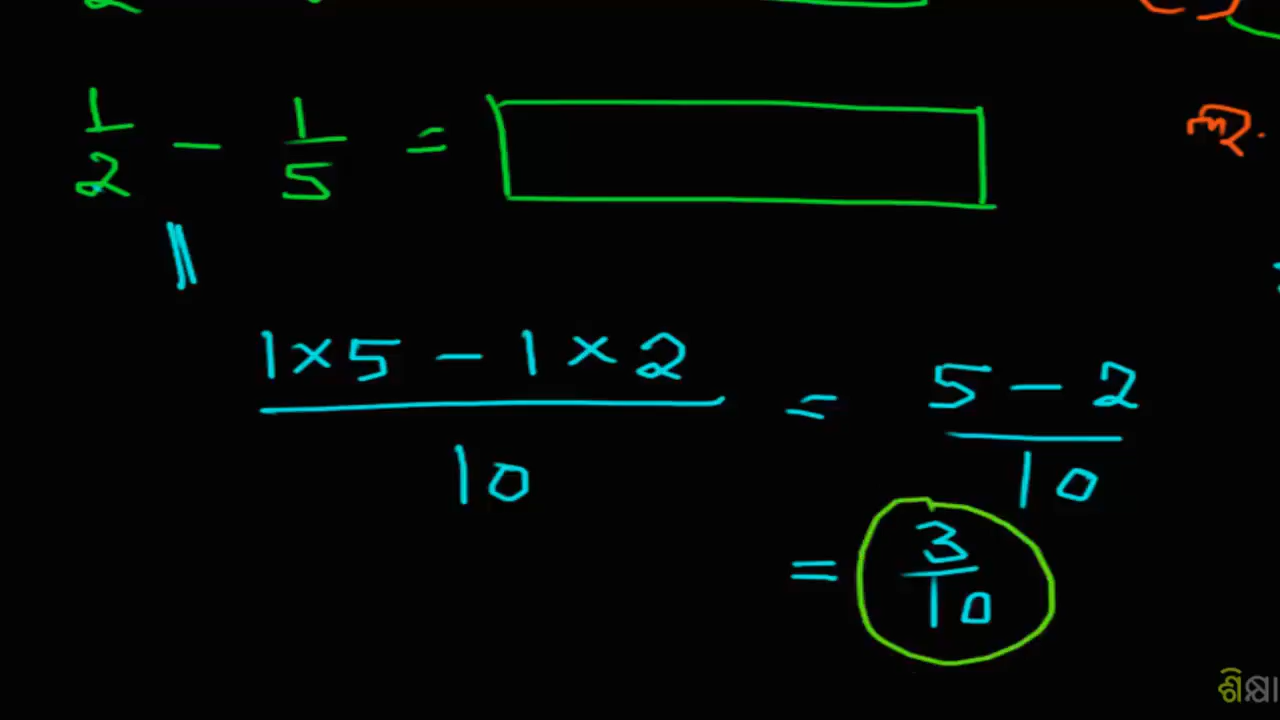 1/2 - 1/5 =
(1×5 - 1×2)/10 = (5-2)/10
= 3/10
ଶିକ୍ଷା